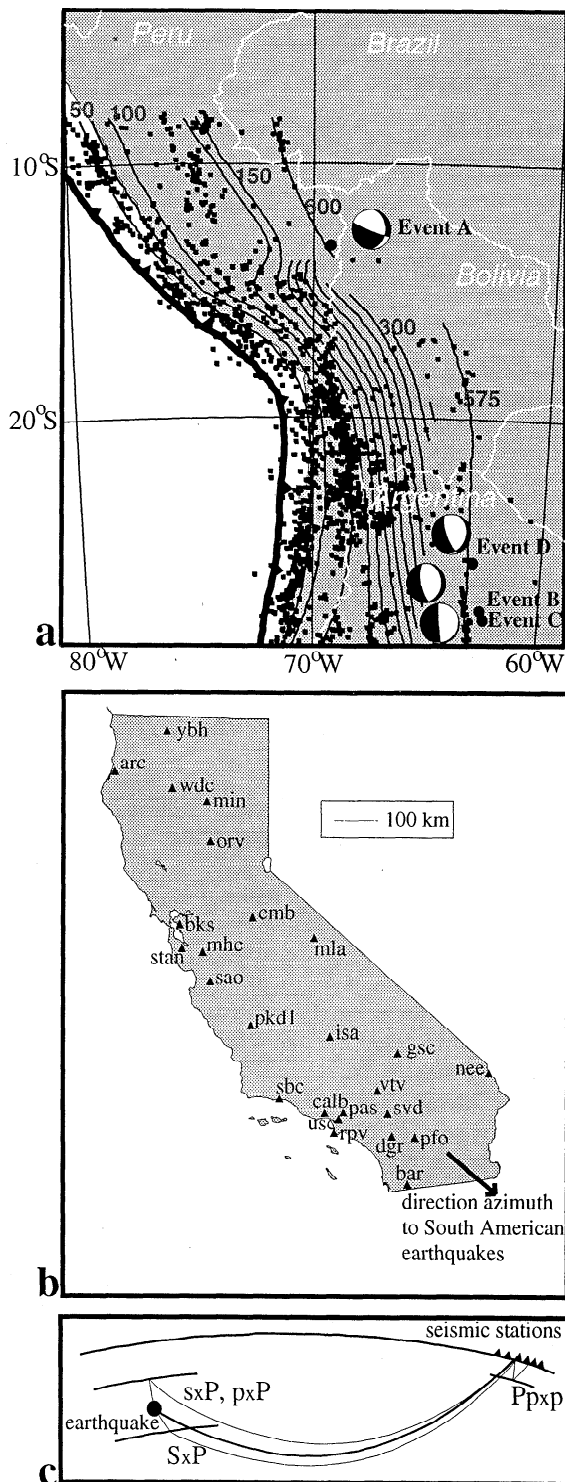 Peru
Brazil
50
100
10°S
150
600
Event A
Bolivia
300
575
20°S
Argentina
Event D
Event B
Event C
a
80°W
70°W
60°W
ybh
arc
wdc
min
100 km
orv
cmb
bks
mla
stan
mhc
sao
pkd1
isa
gsc
nee
sbc
vtv
calb
pas
svd
usc
rpv
dgr
pfo
bar
direction azimuth
to South American
earthquakes
b
seismic stations
sxP, pxP
Ppxp
earthquake
SxP
c